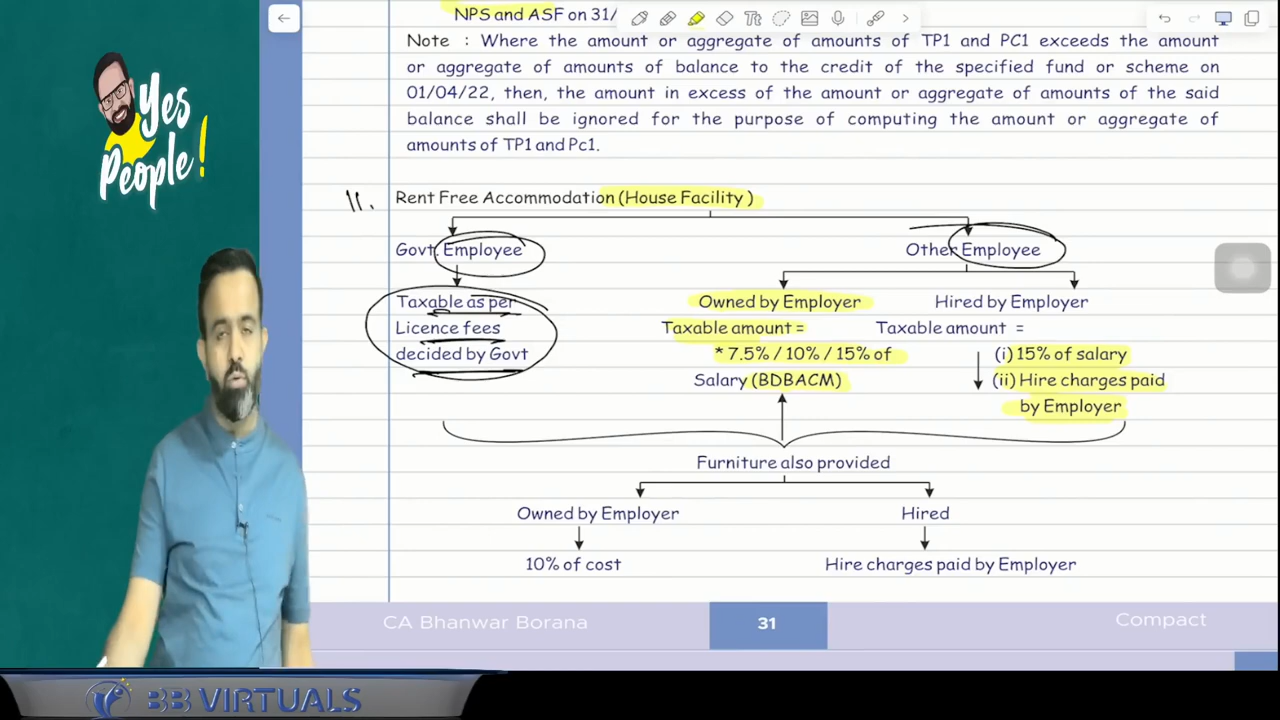 Yes
People!
NPS and ASF on 31/
Note : Where the amount or aggregate of amounts of TP1 and PC1 exceeds the amount
or aggregate of amounts of balance to the credit of the specified fund or scheme on
01/04/22, then, the amount in excess of the amount or aggregate of amounts of the said
balance shall be ignored for the purpose of computing the amount or aggregate of
amounts of TP1 and Pc1.
11. Rent Free Accommodation (House Facility )
Govt. Employee
Other Employee
Taxable as per
Licence fees
decided by Govt
Owned by Employer
Taxable amount =
* 7.5% / 10% / 15% of
Salary (BDBACM)
Hired by Employer
Taxable amount =
(i) 15% of salary
(ii) Hire charges paid
by Employer
Furniture also provided
Owned by Employer
Hired
10% of cost
Hire charges paid by Employer
CA Bhanwar Borana
31
Compact
BB VIRTUALS